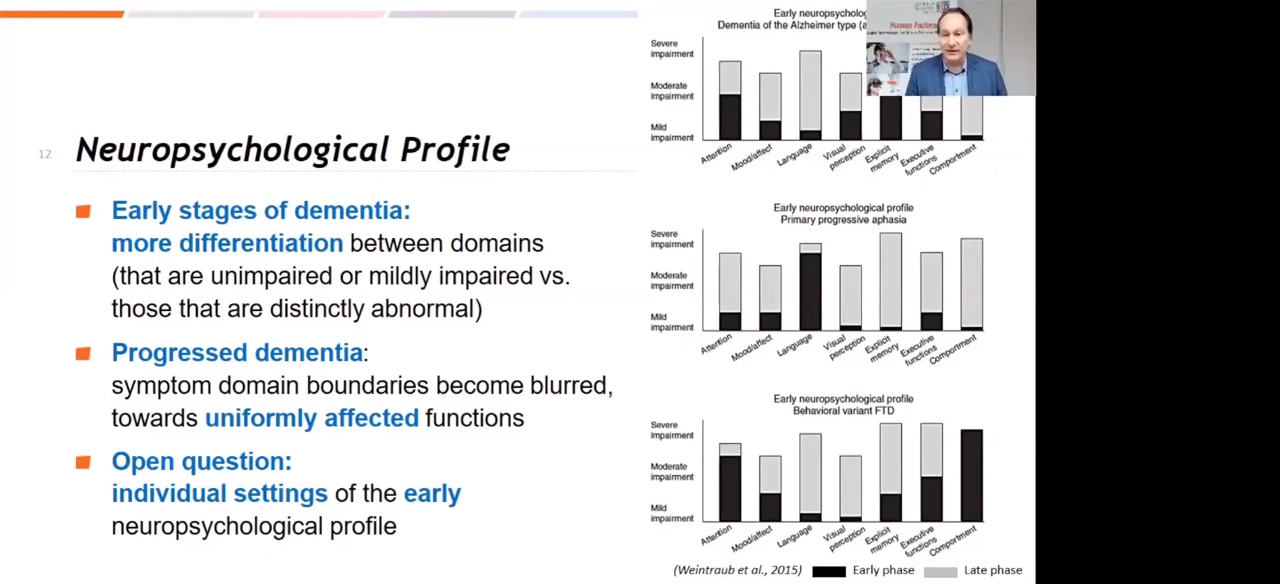 12
Neuropsychological Profile
Early stages of dementia:
more differentiation between domains
(that are unimpaired or mildly impaired vs.
those that are distinctly abnormal)
Progressed dementia:
symptom domain boundaries become blurred,
towards uniformly affected functions
Open question:
individual settings of the early
neuropsychological profile
Early
Dementia of the Alzheimer type
Severe
impairment
Moderate
impairment
Mild
impairment
Attention
Mood/affect
Language
Visual
perception
Explicit
memory
Executive
functions
Comportment
Human Factors
Early neuropsychological profile
Primary progressive aphasia
Severe
impairment
Moderate
impairment
Mild
impairment
Attention
Mood/affect
Language
Visual
perception
Explicit
memory
Executive
functions
Comportment
Early neuropsychological profile
Behavioral variant FTD
Severe
impairment
Moderate
impairment
Mild
impairment
Attention
Mood/affect
Language
Visual
perception
Explicit
memory
Executive
functions
Comportment
(Weintraub et al., 2015)
Early phase
Late phase